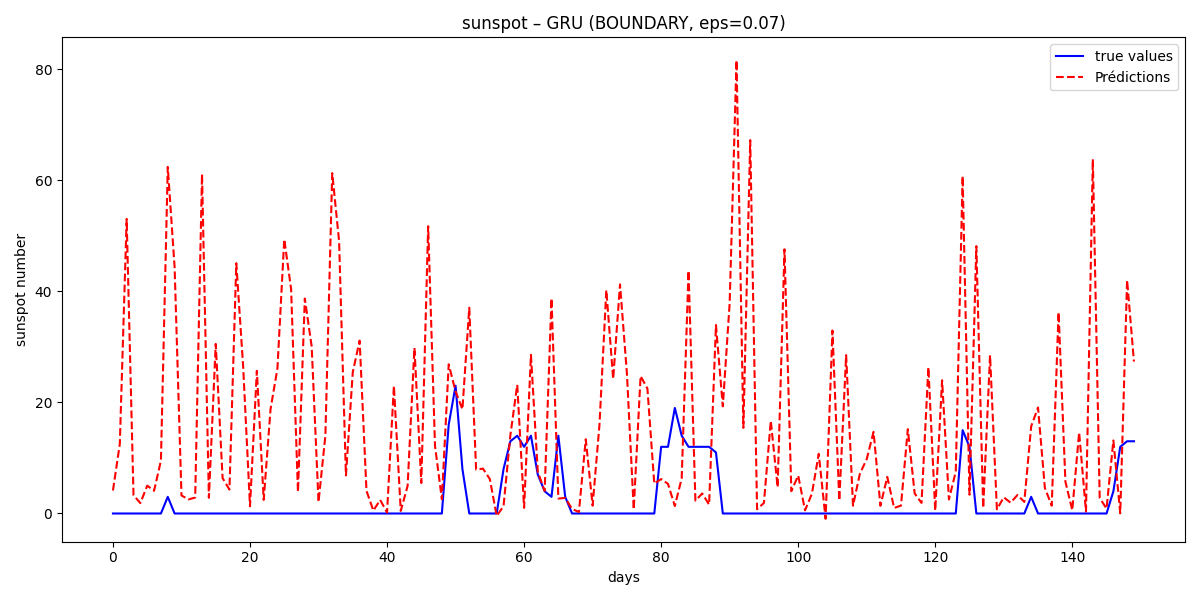 sunspot – GRU (BOUNDARY, eps=0.07)
true values
Prédictions
sunspot number
80
60
40
20
0
0 20 40 60 80 100 120 140
days